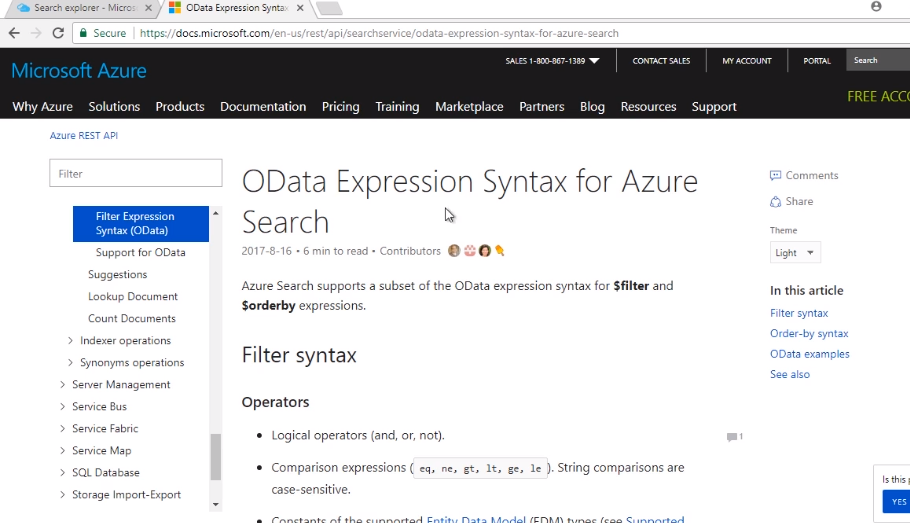 Search explorer - Micros
OData Expression Syntax
Secure
https://docs.microsoft.com/en-us/rest/api/searchservice/odata-expression-syntax-for-azure-search
Microsoft Azure
SALES 1-800-867-1389
CONTACT SALES
MY ACCOUNT
PORTAL
Search
Why Azure
Solutions
Products
Documentation
Pricing
Training
Marketplace
Partners
Blog
Resources
Support
FREE ACCO
Azure REST API
Filter
Filter Expression
Syntax (OData)
Support for OData
Suggestions
Lookup Document
Count Documents
Indexer operations
Synonyms operations
Server Management
Service Bus
Service Fabric
Service Map
SQL Database
Storage Import-Export
OData Expression Syntax for Azure
Search
2017-8-16 • 6 min to read • Contributors
Azure Search supports a subset of the OData expression syntax for $filter and
$orderby expressions.
Filter syntax
Operators
• Logical operators (and, or, not).
• Comparison expressions ( eq, ne, gt, lt, ge, le ). String comparisons are
case-sensitive.
• Constants of the supported Entity Data Model (EDM) types (see Supported
1
Comments
Share
Theme
Light
In this article
Filter syntax
Order-by syntax
OData examples
See also
Is this p
YES